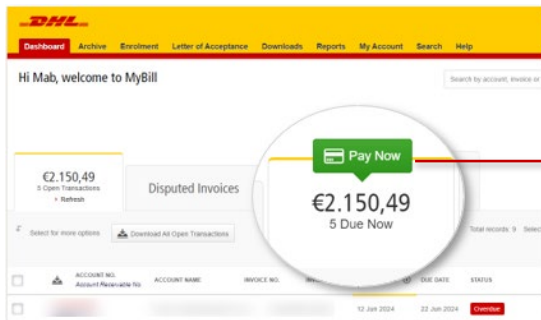 DHL
Dashboard Archive Enrolment Letter of Acceptance Downloads Reports My Account Search Help
Hi Mab, welcome to MyBill
Search by account, invoice or
Pay Now
€2.150,49
5 Open Transactions
Refresh
Disputed Invoices
€2.150,49
5 Due Now
Select for more options
Download All Open Transactions
Total records 9 Select
ACCOUNT NO.
Account Receivable No.
ACCOUNT NAME
INVOICE NO.
DUE DATE
STATUS
12 Jun 2024 22 Jun 2024 Overdue